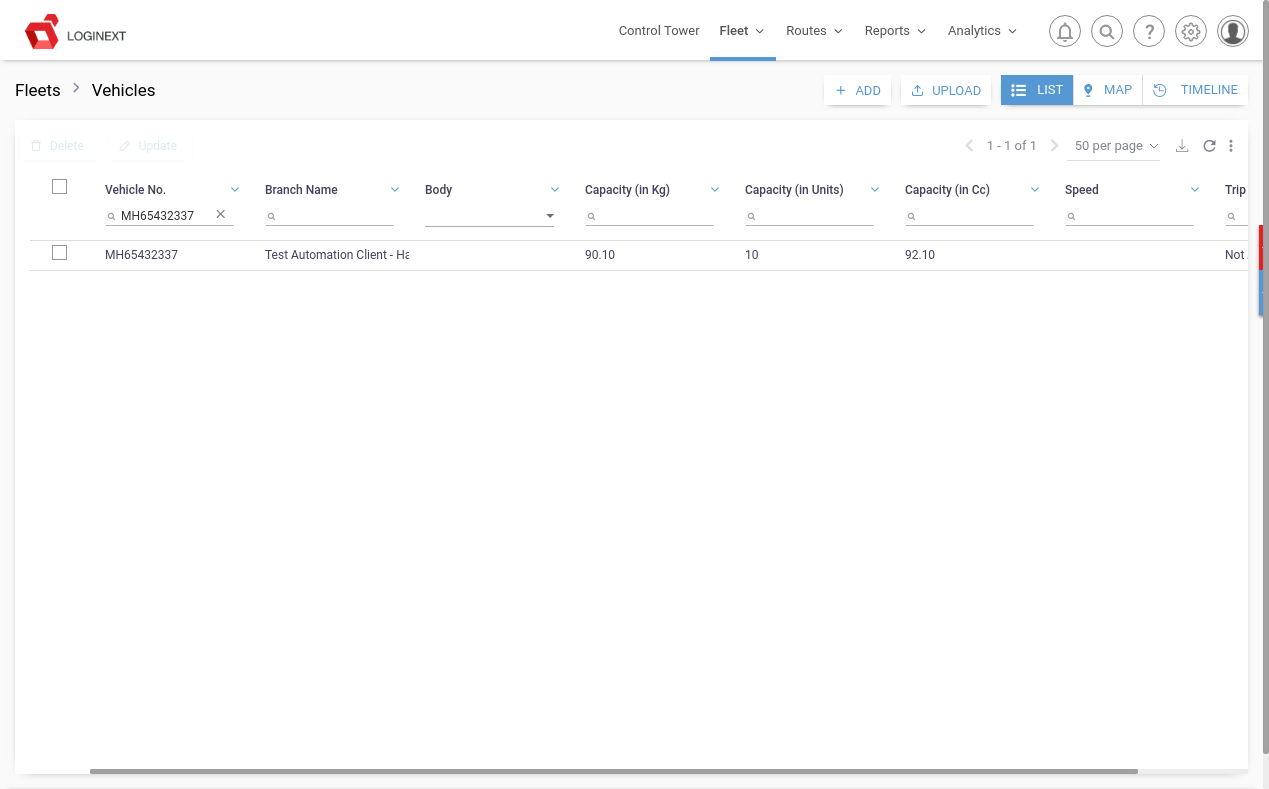 LOGINEXT
Control Tower Fleet Routes Reports Analytics
Fleets > Vehicles
+ ADD UPLOAD LIST MAP TIMELINE
Delete Update 1 - 1 of 1 50 per page
Vehicle No. Branch Name Body Capacity (in Kg) Capacity (in Units) Capacity (in Cc) Speed Trip
MH65432337
MH65432337 Test Automation Client - Ha 90.10 10 92.10 Not